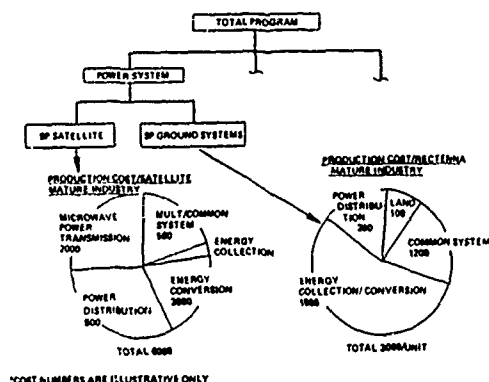 TOTAL PROGRAM
POWER SYSTEM
SP SATELLITE
SP GROUND SYSTEMS
PRODUCTION COST/SATELLITE
MATURE INDUSTRY
MICROWAVE
POWER
TRANSMISSION
2000
MULT/COMMON
SYSTEM
ENERGY
COLLECTION
ENERGY
CONVERSION
POWER
DISTRIBUTION
TOTAL
PRODUCTION COST/RECTENNA
MATURE INDUSTRY
POWER
DISTRIBU
TION
LAND
100
COMMON SYSTEM
1200
ENERGY
COLLECTION/CONVERSION
TOTAL /UNIT
*COST NUMBERS ARE ILLUSTRATIVE ONLY